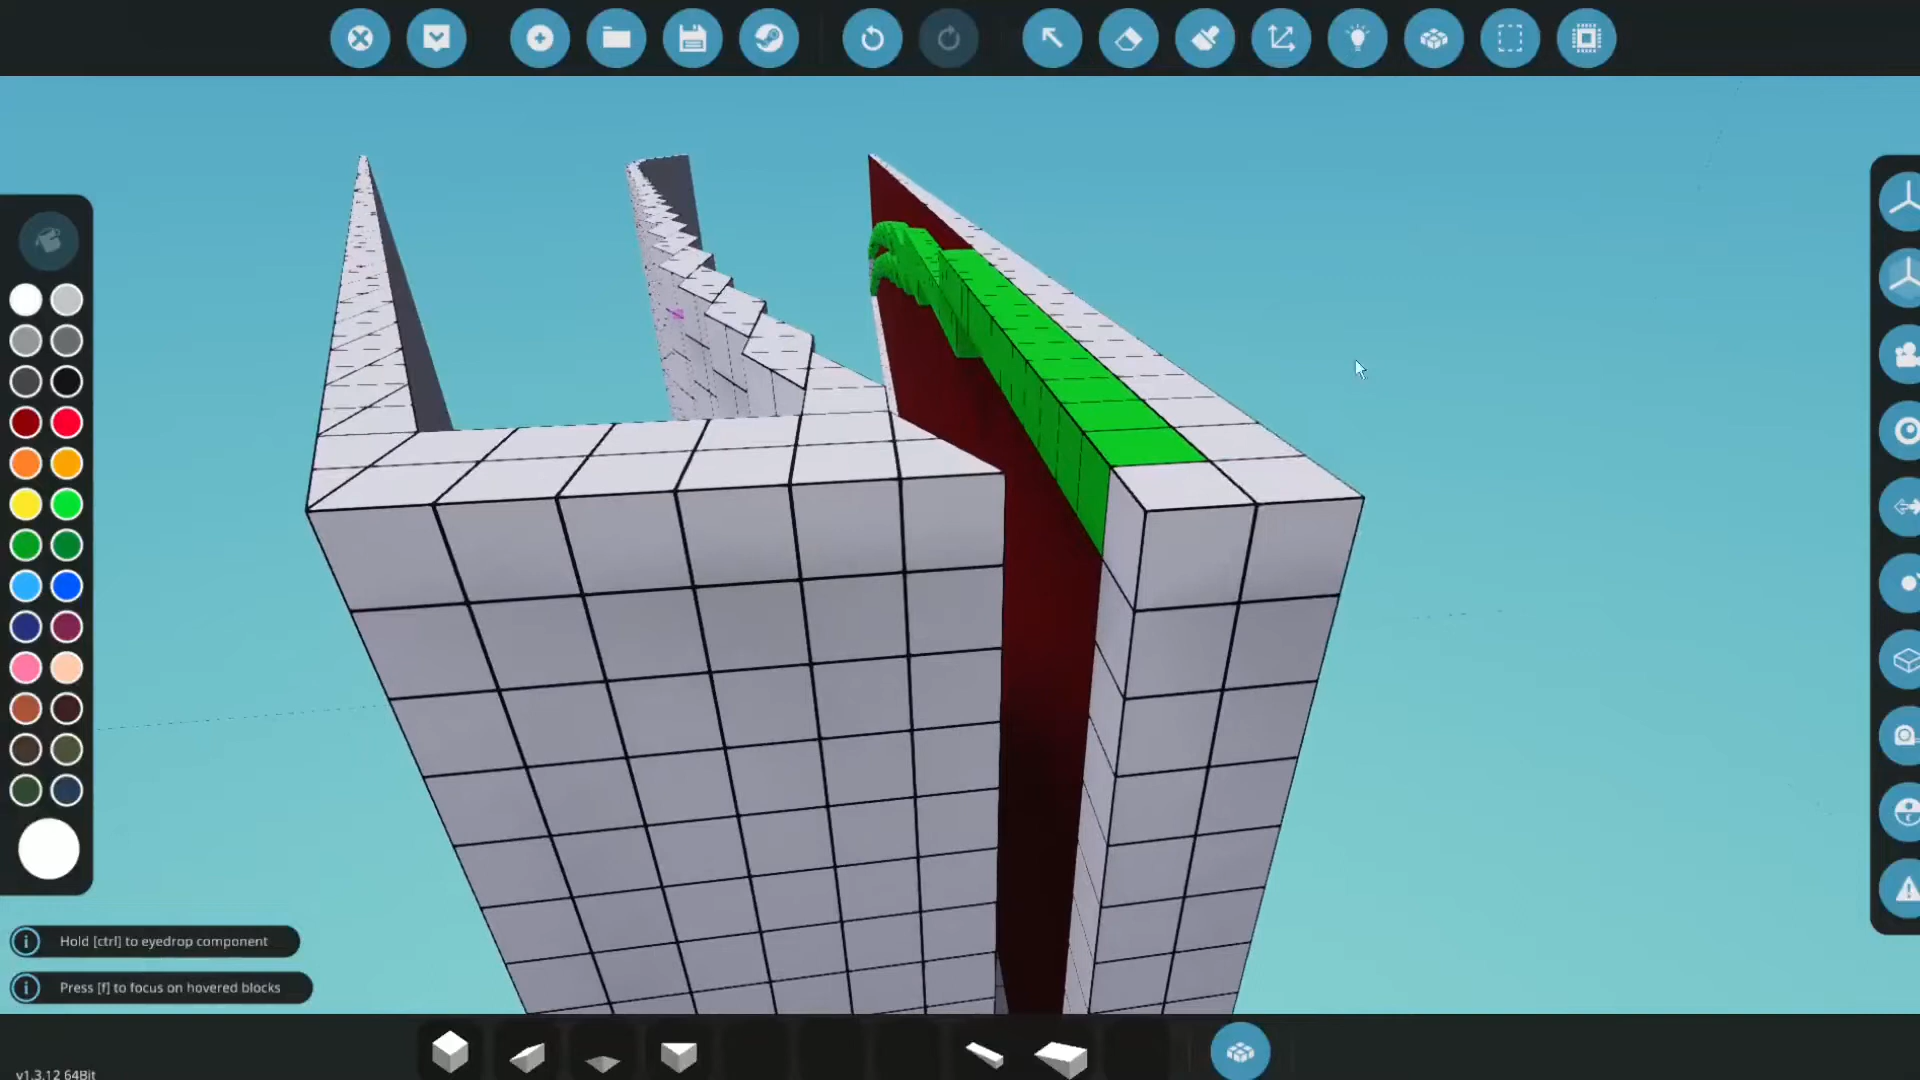 Hold [ctrl] to eyedrop component
Press [f] to focus on hovered blocks
v1.3.12 64Bit